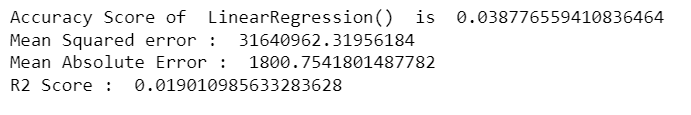 Accuracy Score of  LinearRegression()  is  0.038776559410836464
Mean Squared error :  31640962.31956184
Mean Absolute Error :  1800.7541801487782
R2 Score :  0.019010985633283628